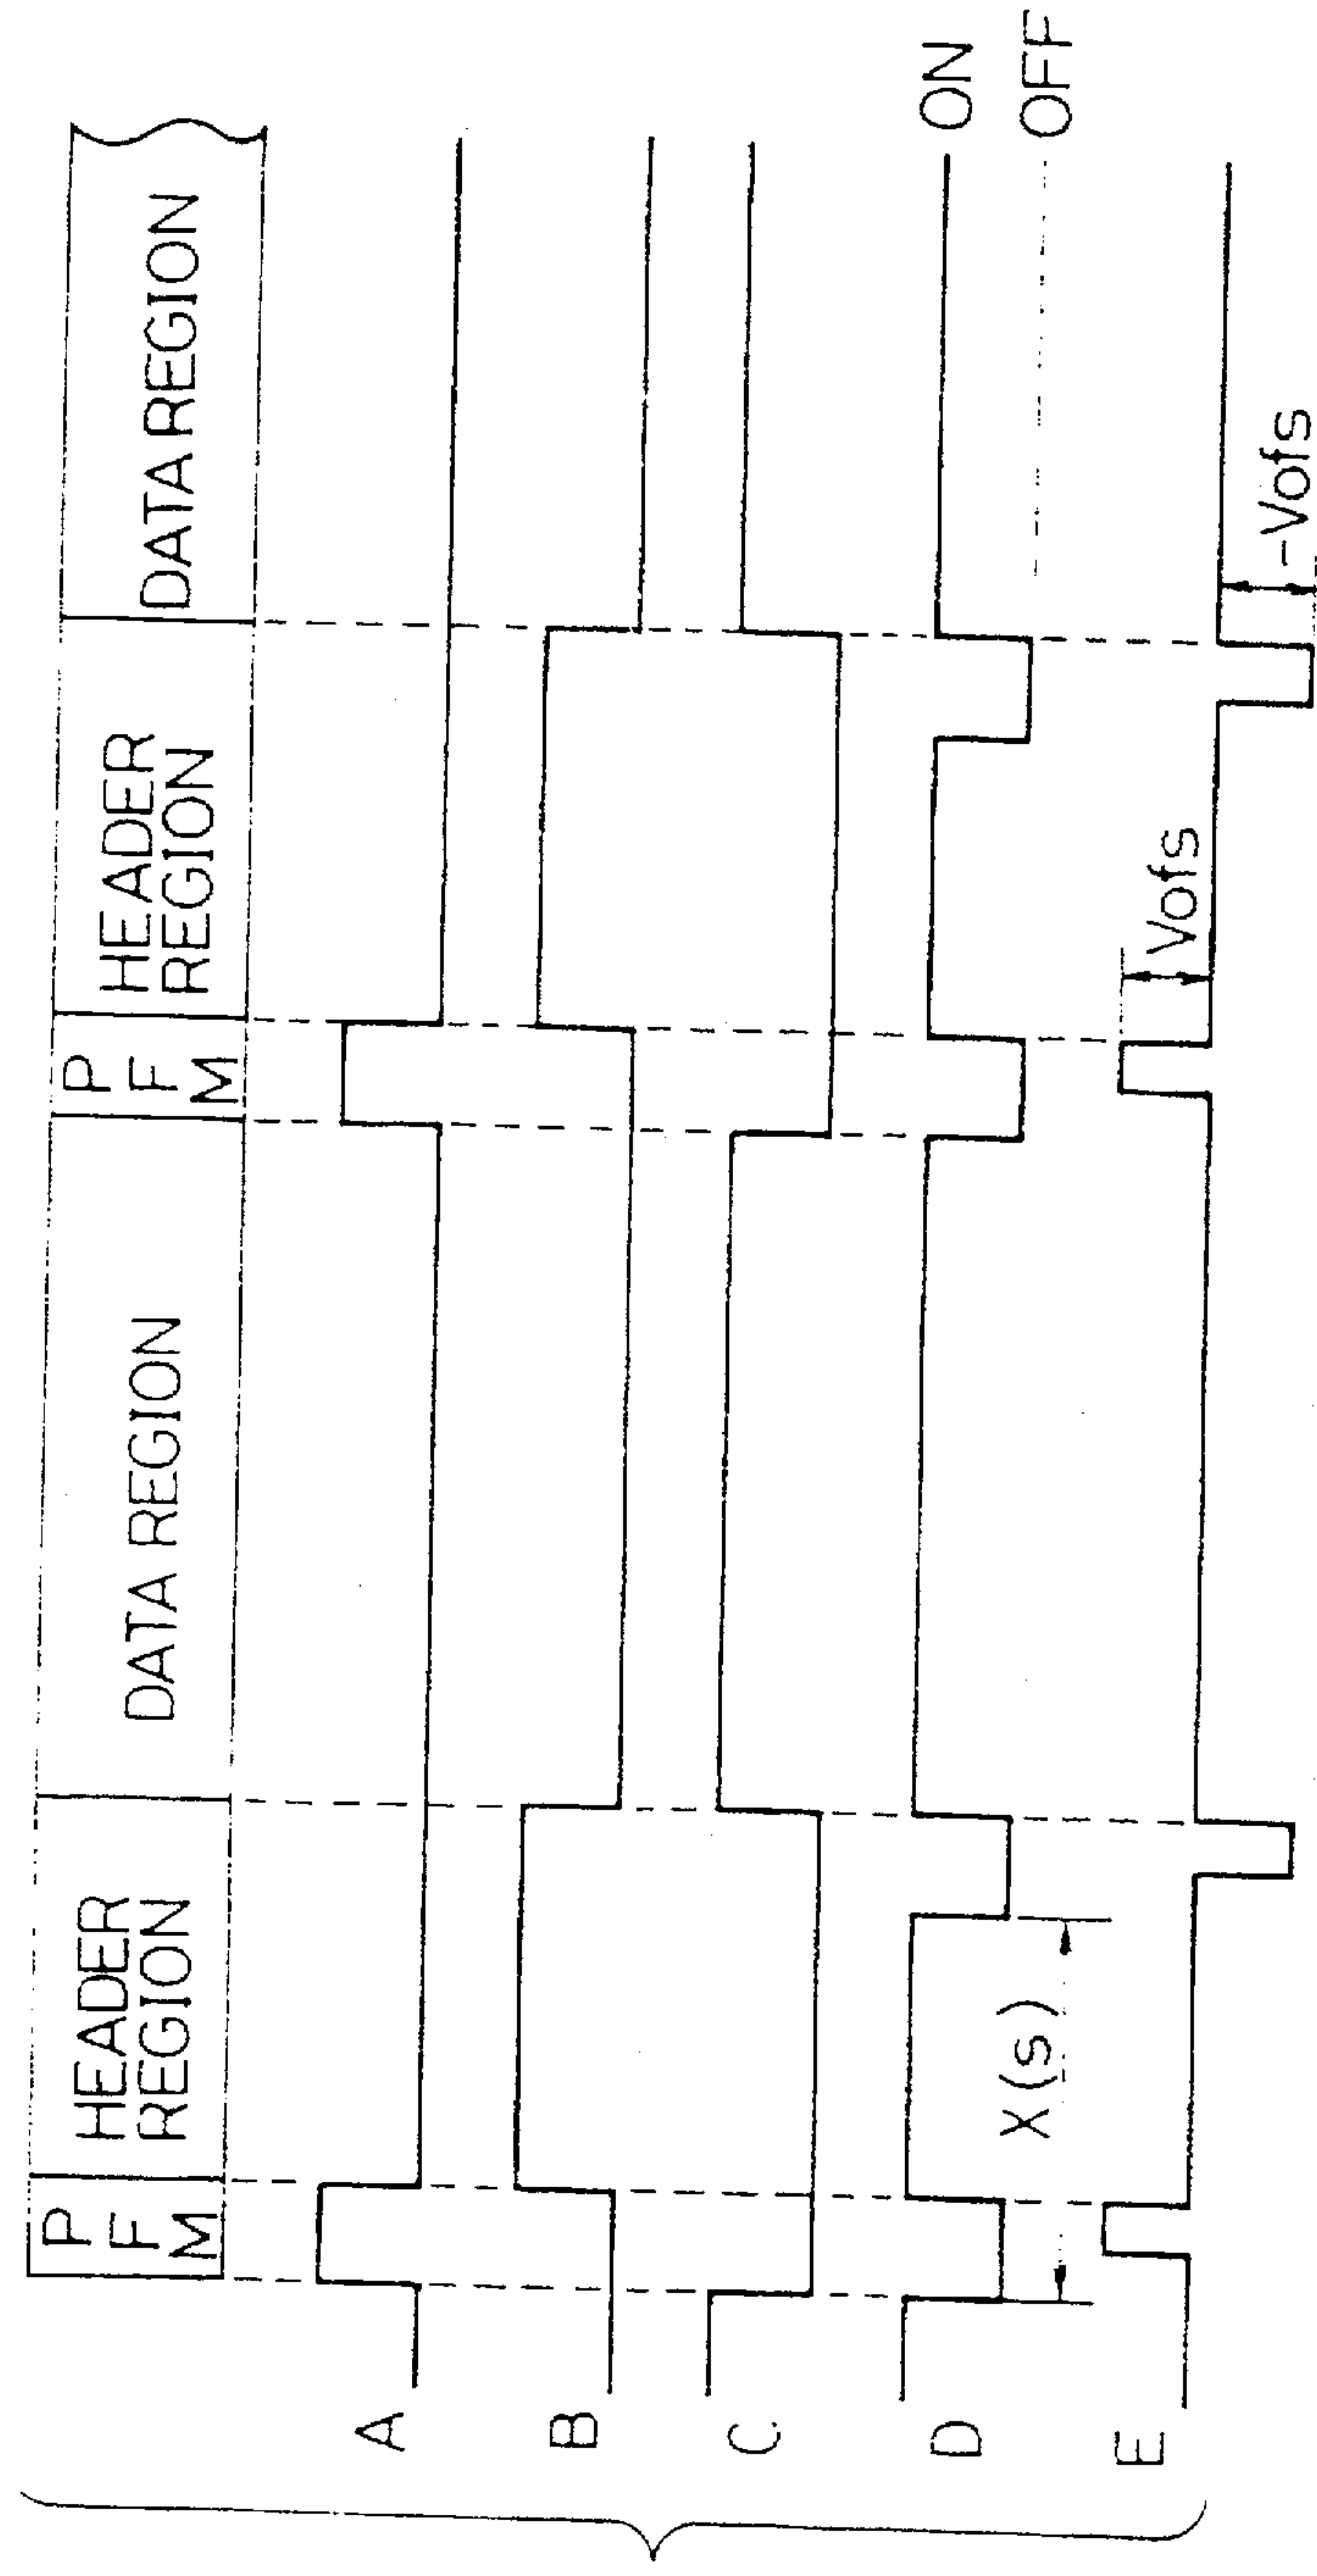 P
F
M
HEADER
REGION
DATA REGION
P
F
M
HEADER
REGION
DATA REGION
A
B
C
D
ON
OFF
X(s)
E
Vofs
-Vofs